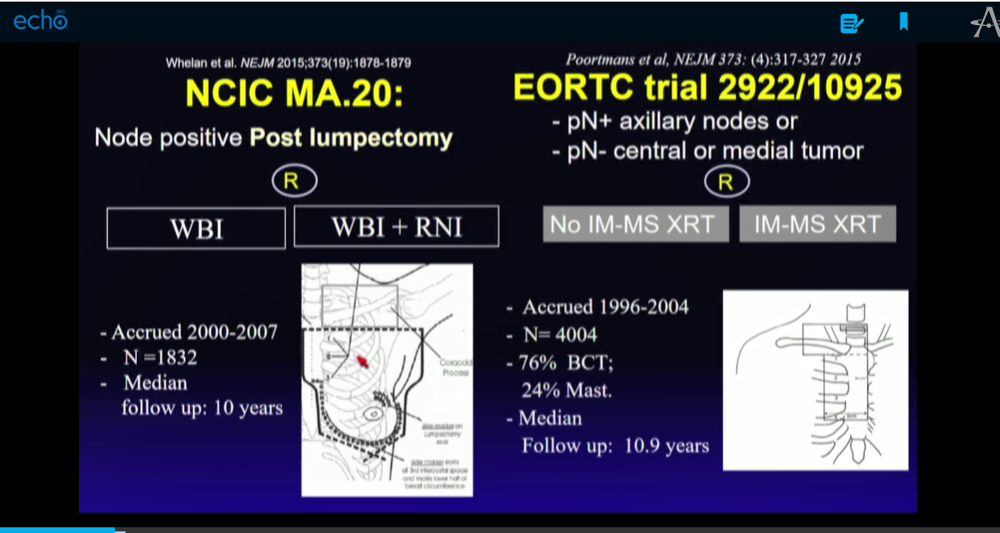 echo
360
Whelan et al. NEJM 2015;373(19):1878-1879
NCIC MA.20:
Node positive Post lumpectomy
R
WBI
WBI + RNI
- Accrued 2000-2007
- N =1832
- Median
follow up: 10 years
Coracoid
Process
Wire marker on
Lumpectomy
scar
at 3rd intercostal space
and marks lower half of
breast circumference
Poortmans et al, NEJM 373: (4):317-327 2015
EORTC trial 2922/10925
- pN+ axillary nodes or
- pN- central or medial tumor
R
No IM-MS XRT
IM-MS XRT
- Accrued 1996-2004
- N= 4004
- 76% BCT;
24% Mast.
- Median
Follow up: 10.9 years